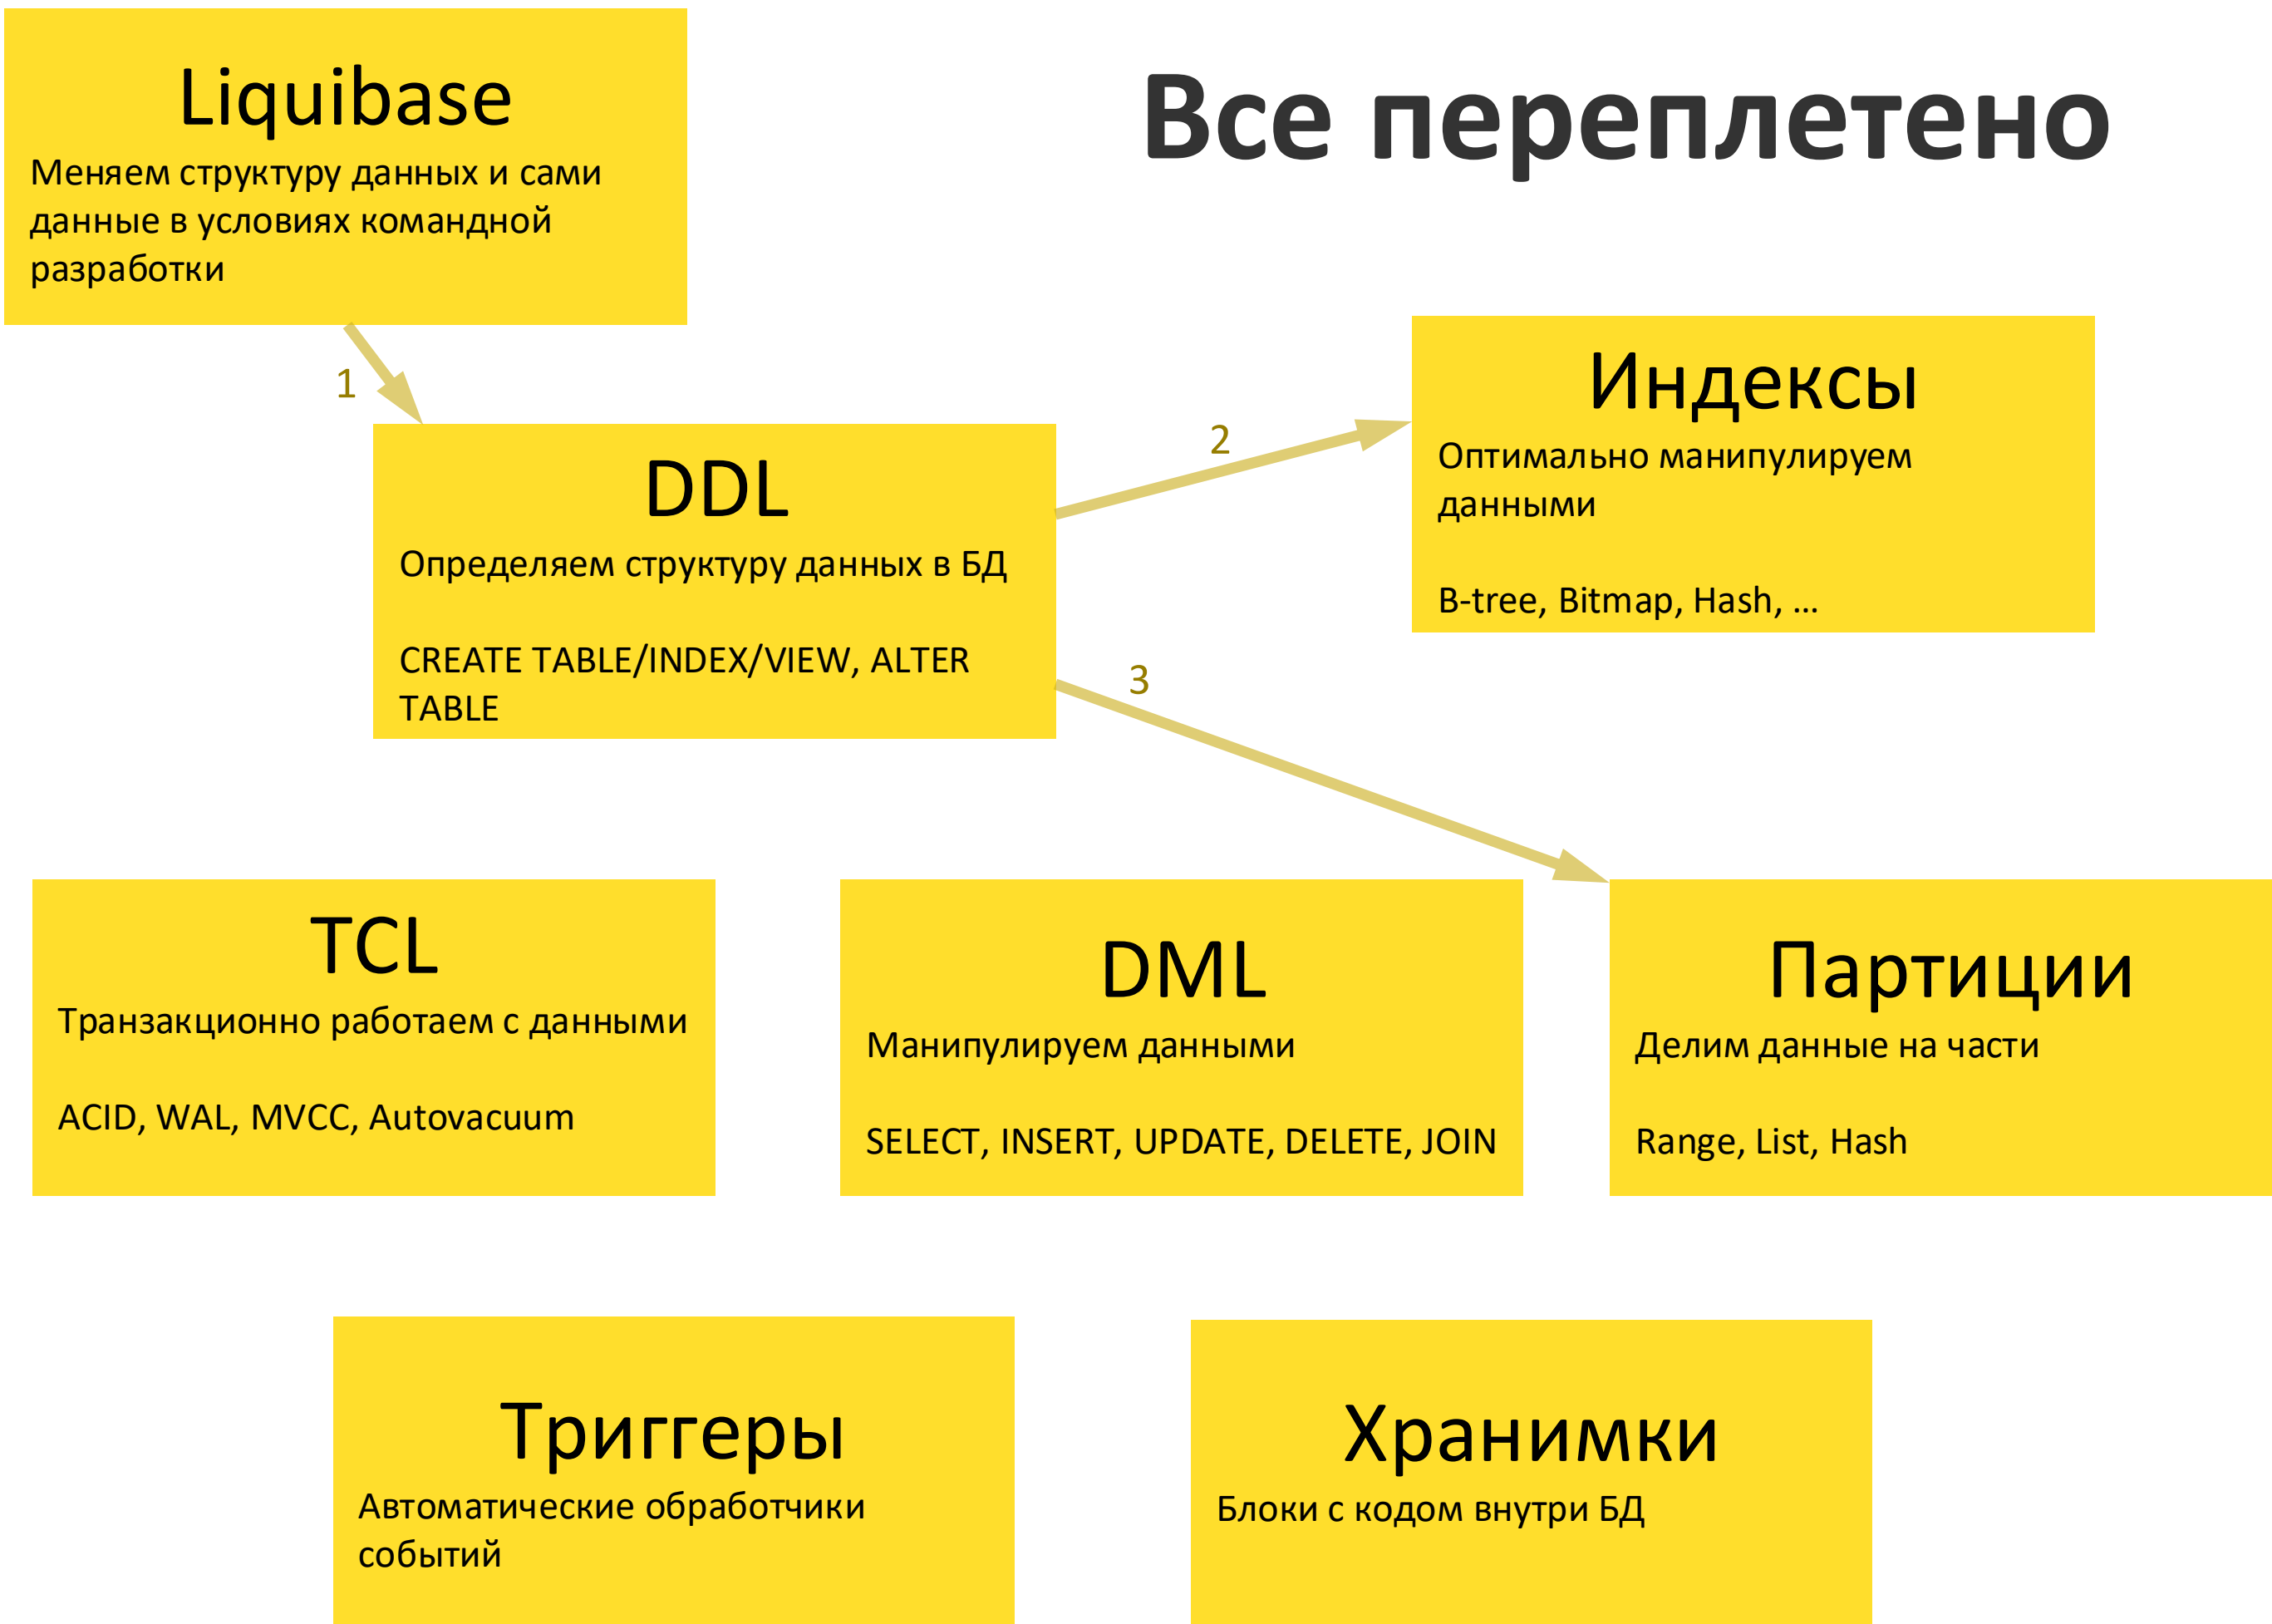 Liquibase
Меняем структуру данных и сами
данные в условиях командной
разработки
Все переплетено
1
DDL
Определяем структуру данных в БД
CREATE TABLE/INDEX/VIEW, ALTER
TABLE
2
3
Индексы
Оптимально манипулируем
данными
B-tree, Bitmap, Hash, ...
TCL
Транзакционно работаем с данными
ACID, WAL, MVCC, Autovacuum
DML
Манипулируем данными
SELECT, INSERT, UPDATE, DELETE, JOIN
Партиции
Делим данные на части
Range, List, Hash
Триггеры
Автоматические обработчики
событий
Хранимки
Блоки с кодом внутри БД